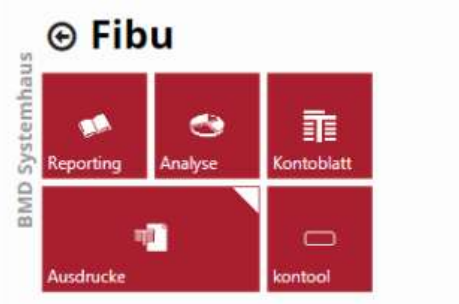 Fibu
BMD Systemhaus
Reporting
Analyse
Kontoblatt
Ausdrucke
kontool